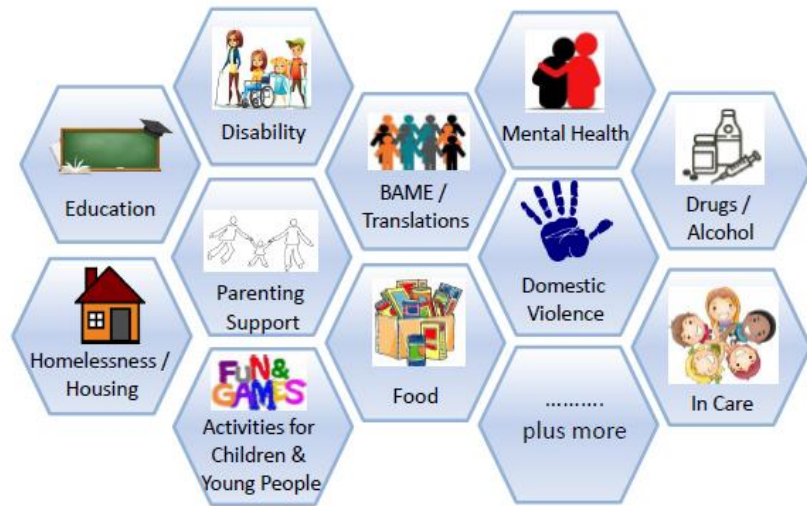 Disability
Mental Health
Education
BAME /
Translations
Drugs /
Alcohol
Parenting
Support
Domestic
Violence
Homelessness /
Housing
FUN&
GAMES
Activities for
Children &
Young People
Food
..........
plus more
In Care